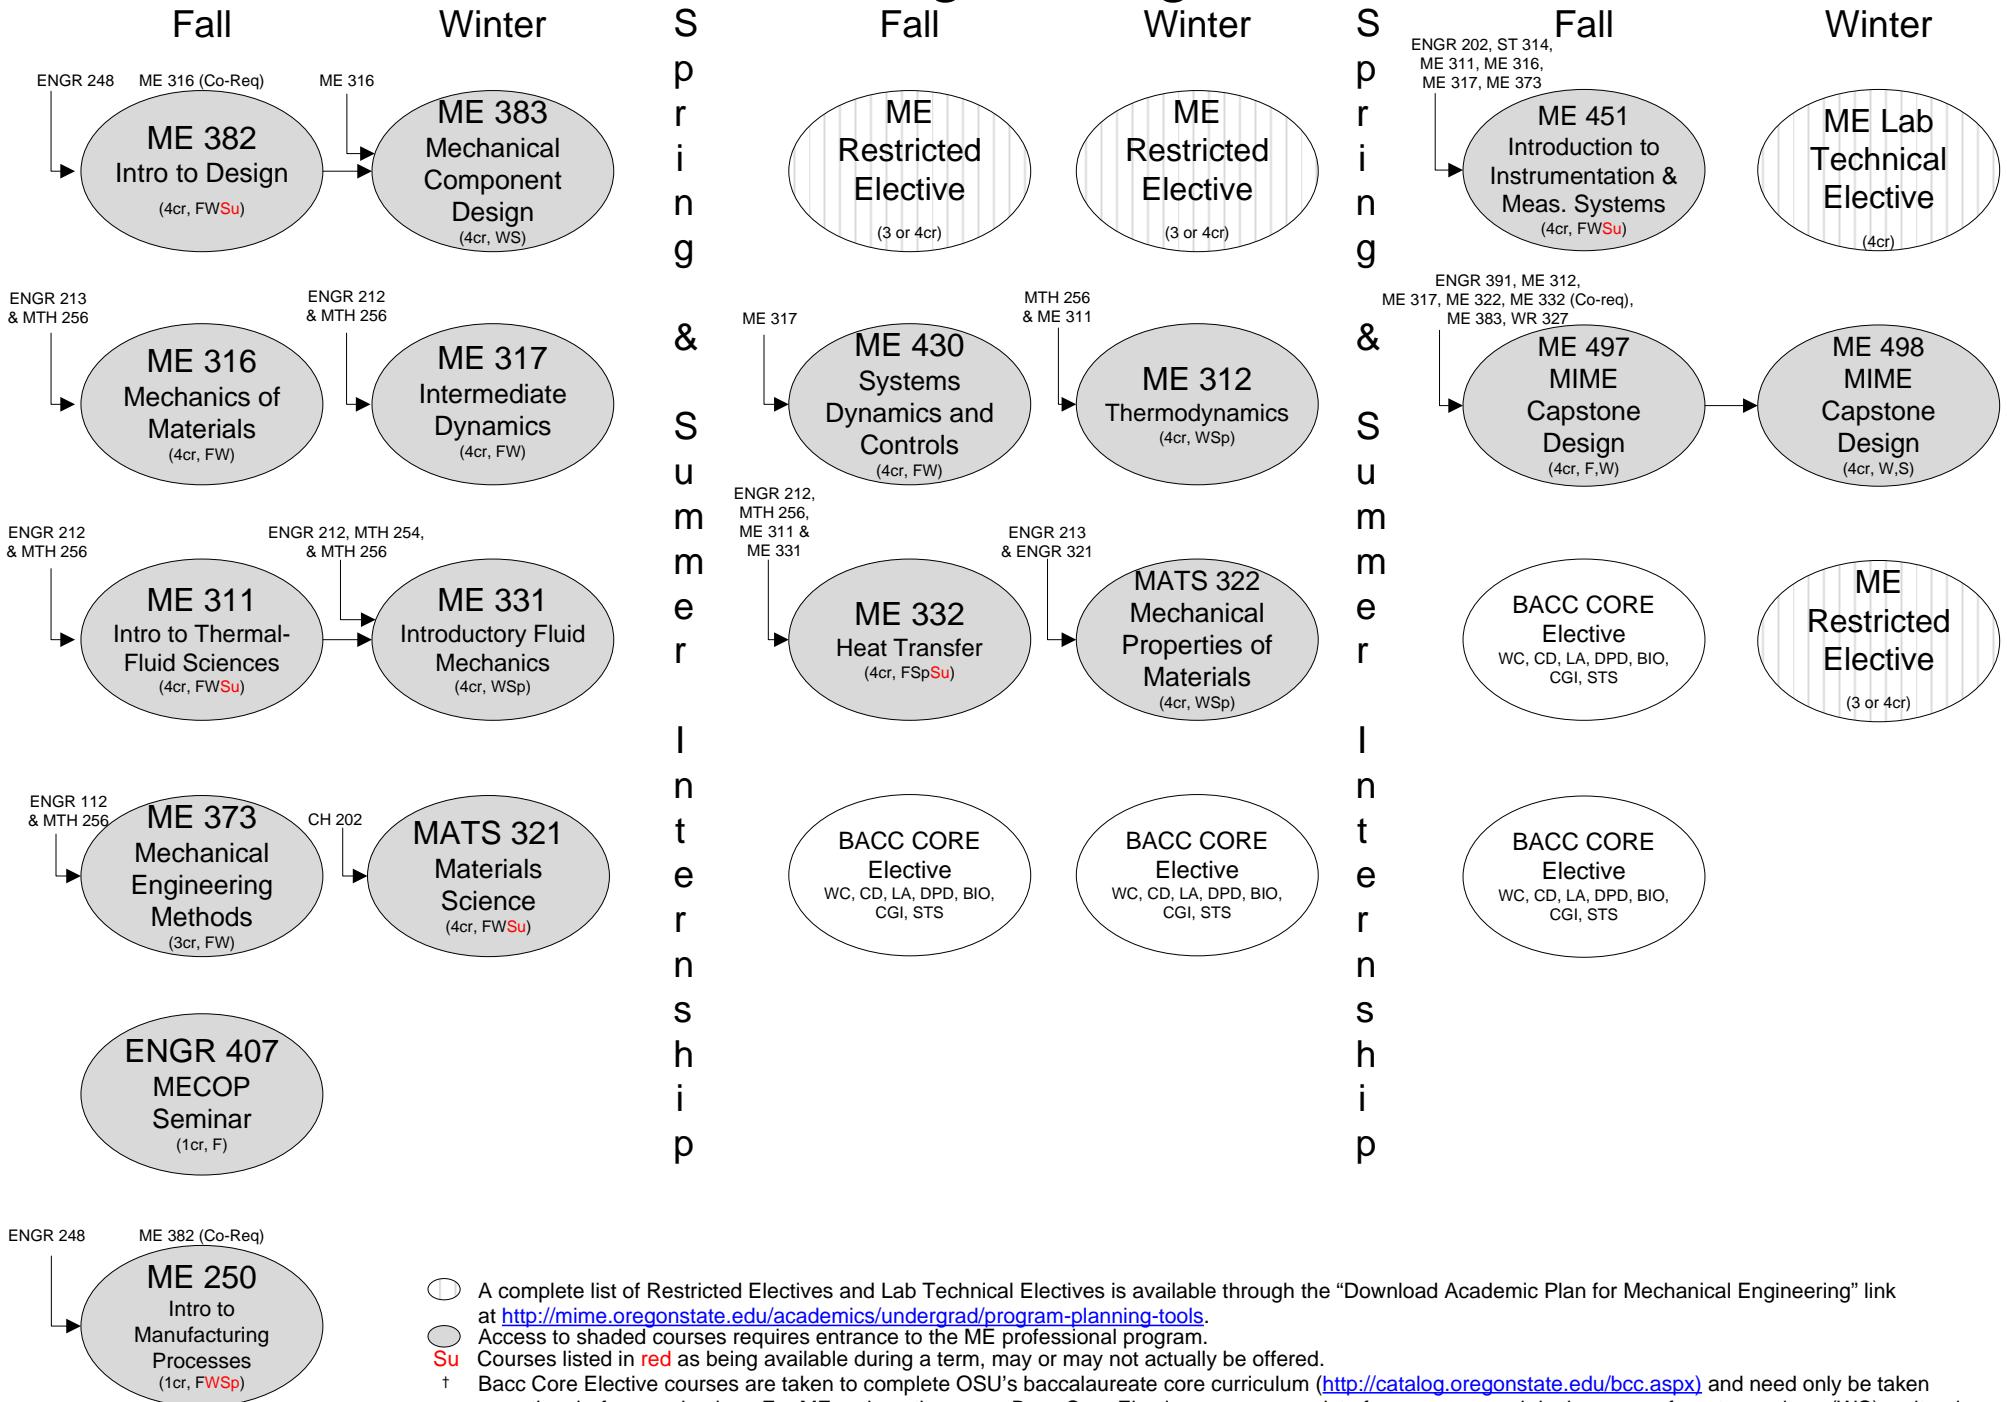 Fall
Winter
Spring & Summer Internship
Fall
Winter
Spring & Summer Internship
Fall
Winter
ENGR 248
ME 316 (Co-Req)
ME 382
Intro to Design
(4cr, FWSu)
ME 316
ME 383
Mechanical
Component
Design
(4cr, WS)
ME
Restricted
Elective
(3 or 4cr)
ME
Restricted
Elective
(3 or 4cr)
ENGR 202, ST 314,
ME 311, ME 316,
ME 317, ME 373
ME 451
Introduction to
Instrumentation &
Meas. Systems
(4cr, FWSu)
ME Lab
Technical
Elective
(4cr)
ENGR 213
& MTH 256
ME 316
Mechanics of
Materials
(4cr, FW)
ENGR 212
& MTH 256
ME 317
Intermediate
Dynamics
(4cr, FW)
ME 317
ME 430
Systems
Dynamics and
Controls
(4cr, FW)
MTH 256
& ME 311
ME 312
Thermodynamics
(4cr, WSp)
ENGR 391, ME 312,
ME 317, ME 322, ME 332 (Co-req),
ME 383, WR 327
ME 497
MIME
Capstone
Design
(4cr, F,W)
ME 498
MIME
Capstone
Design
(4cr, W,S)
ENGR 212
& MTH 256
ME 311
Intro to Thermal-
Fluid Sciences
(4cr, FWSu)
ENGR 212, MTH 254,
& MTH 256
ME 331
Introductory Fluid
Mechanics
(4cr, WSp)
ENGR 212,
MTH 256,
ME 311 &
ME 331
ME 332
Heat Transfer
(4cr, FSpSu)
ENGR 213
& ENGR 321
MATS 322
Mechanical
Properties of
Materials
(4cr, WSp)
BACC CORE
Elective
WC, CD, LA, DPD, BIO,
CGI, STS
ME
Restricted
Elective
(3 or 4cr)
ENGR 112
& MTH 256
ME 373
Mechanical
Engineering
Methods
(3cr, FW)
CH 202
MATS 321
Materials
Science
(4cr, FWSu)
BACC CORE
Elective
WC, CD, LA, DPD, BIO,
CGI, STS
BACC CORE
Elective
WC, CD, LA, DPD, BIO,
CGI, STS
BACC CORE
Elective
WC, CD, LA, DPD, BIO,
CGI, STS
ENGR 407
MECOP
Seminar
(1cr, F)
ENGR 248
ME 382 (Co-Req)
ME 250
Intro to
Manufacturing
Processes
(1cr, FWSp)
A complete list of Restricted Electives and Lab Technical Electives is available through the “Download Academic Plan for Mechanical Engineering” link
at http://mime.oregonstate.edu/academics/undergrad/program-planning-tools.
Access to shaded courses requires entrance to the ME professional program.
Su Courses listed in red as being available during a term, may or may not actually be offered.
† Bacc Core Elective courses are taken to complete OSU’s baccalaureate core curriculum (http://catalog.oregonstate.edu/bcc.aspx) and need only be taken